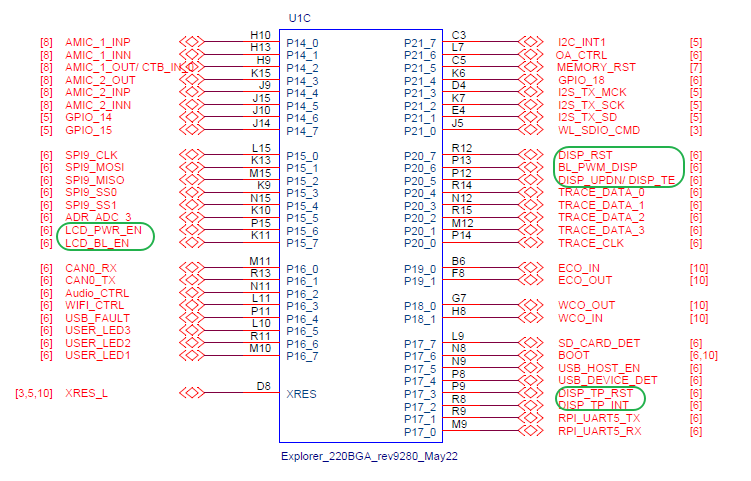 U1C
[8] AMIC_1_INP H10 P14_0 P21_7 C3 I2C_INT1 [5]
[8] AMIC_1_INN H13 P14_1 P21_6 L7 OA_CTRL [6]
[8] AMIC_1_OUT/ CTB_IN_0 H9 P14_2 P21_5 C5 MEMORY_RST [7]
[8] AMIC_2_OUT K15 P14_3 P21_4 K6 GPIO_18 [6]
[8] AMIC_2_INP J9 P14_4 P21_3 D4 I2S_TX_MCK [5]
[8] AMIC_2_INN J15 P14_5 P21_2 K7 I2S_TX_SCK [5]
[5] GPIO_14 J10 P14_6 P21_1 E4 I2S_TX_SD [5]
[5] GPIO_15 J14 P14_7 P21_0 J5 WL_SDIO_CMD [3]
[6] SPI9_CLK L15 P15_0 P20_7 R12 DISP_RST [6]
[6] SPI9_MOSI K13 P15_1 P20_6 P13 BL_PWM_DISP [6]
[6] SPI9_MISO M15 P15_2 P20_5 P12 DISP_UPDN/ DISP_TE [6]
[6] SPI9_SS0 K9 P15_3 P20_4 R14 TRACE_DATA_0 [6]
[6] SPI9_SS1 N15 P15_4 P20_3 N12 TRACE_DATA_1 [6]
[6] ADR_ADC_3 K10 P15_5 P20_2 R15 TRACE_DATA_2 [6]
[6] LCD_PWR_EN P15 P15_6 P20_1 M12 TRACE_DATA_3 [6]
[6] LCD_BL_EN K11 P15_7 P20_0 P14 TRACE_CLK [6]
[6] CAN0_RX M11 P16_0 P19_0 B6 ECO_IN [10]
[6] CAN0_TX R13 P16_1 P19_1 F8 ECO_OUT [10]
[6] Audio_CTRL N11 P16_2
[6] WIFI_CTRL L11 P16_3 P18_0 G7 WCO_OUT [10]
[6] USB_FAULT P11 P16_4 P18_1 H8 WCO_IN [10]
[6] USER_LED3 L10 P16_5
[6] USER_LED2 R11 P16_6 P17_7 L9 SD_CARD_DET [6]
[6] USER_LED1 M10 P16_7 P17_6 N8 BOOT [6,10]
P17_5 N9 USB_HOST_EN [6]
P17_4 P8 USB_DEVICE_DET [6]
[3,5,10] XRES_L D8 XRES P17_3 P9 DISP_TP_RST [6]
P17_2 R8 DISP_TP_INT [6]
P17_1 R9 RPI_UART5_TX [6]
P17_0 M9 RPI_UART5_RX [6]
Explorer_220BGA_rev9280_May22